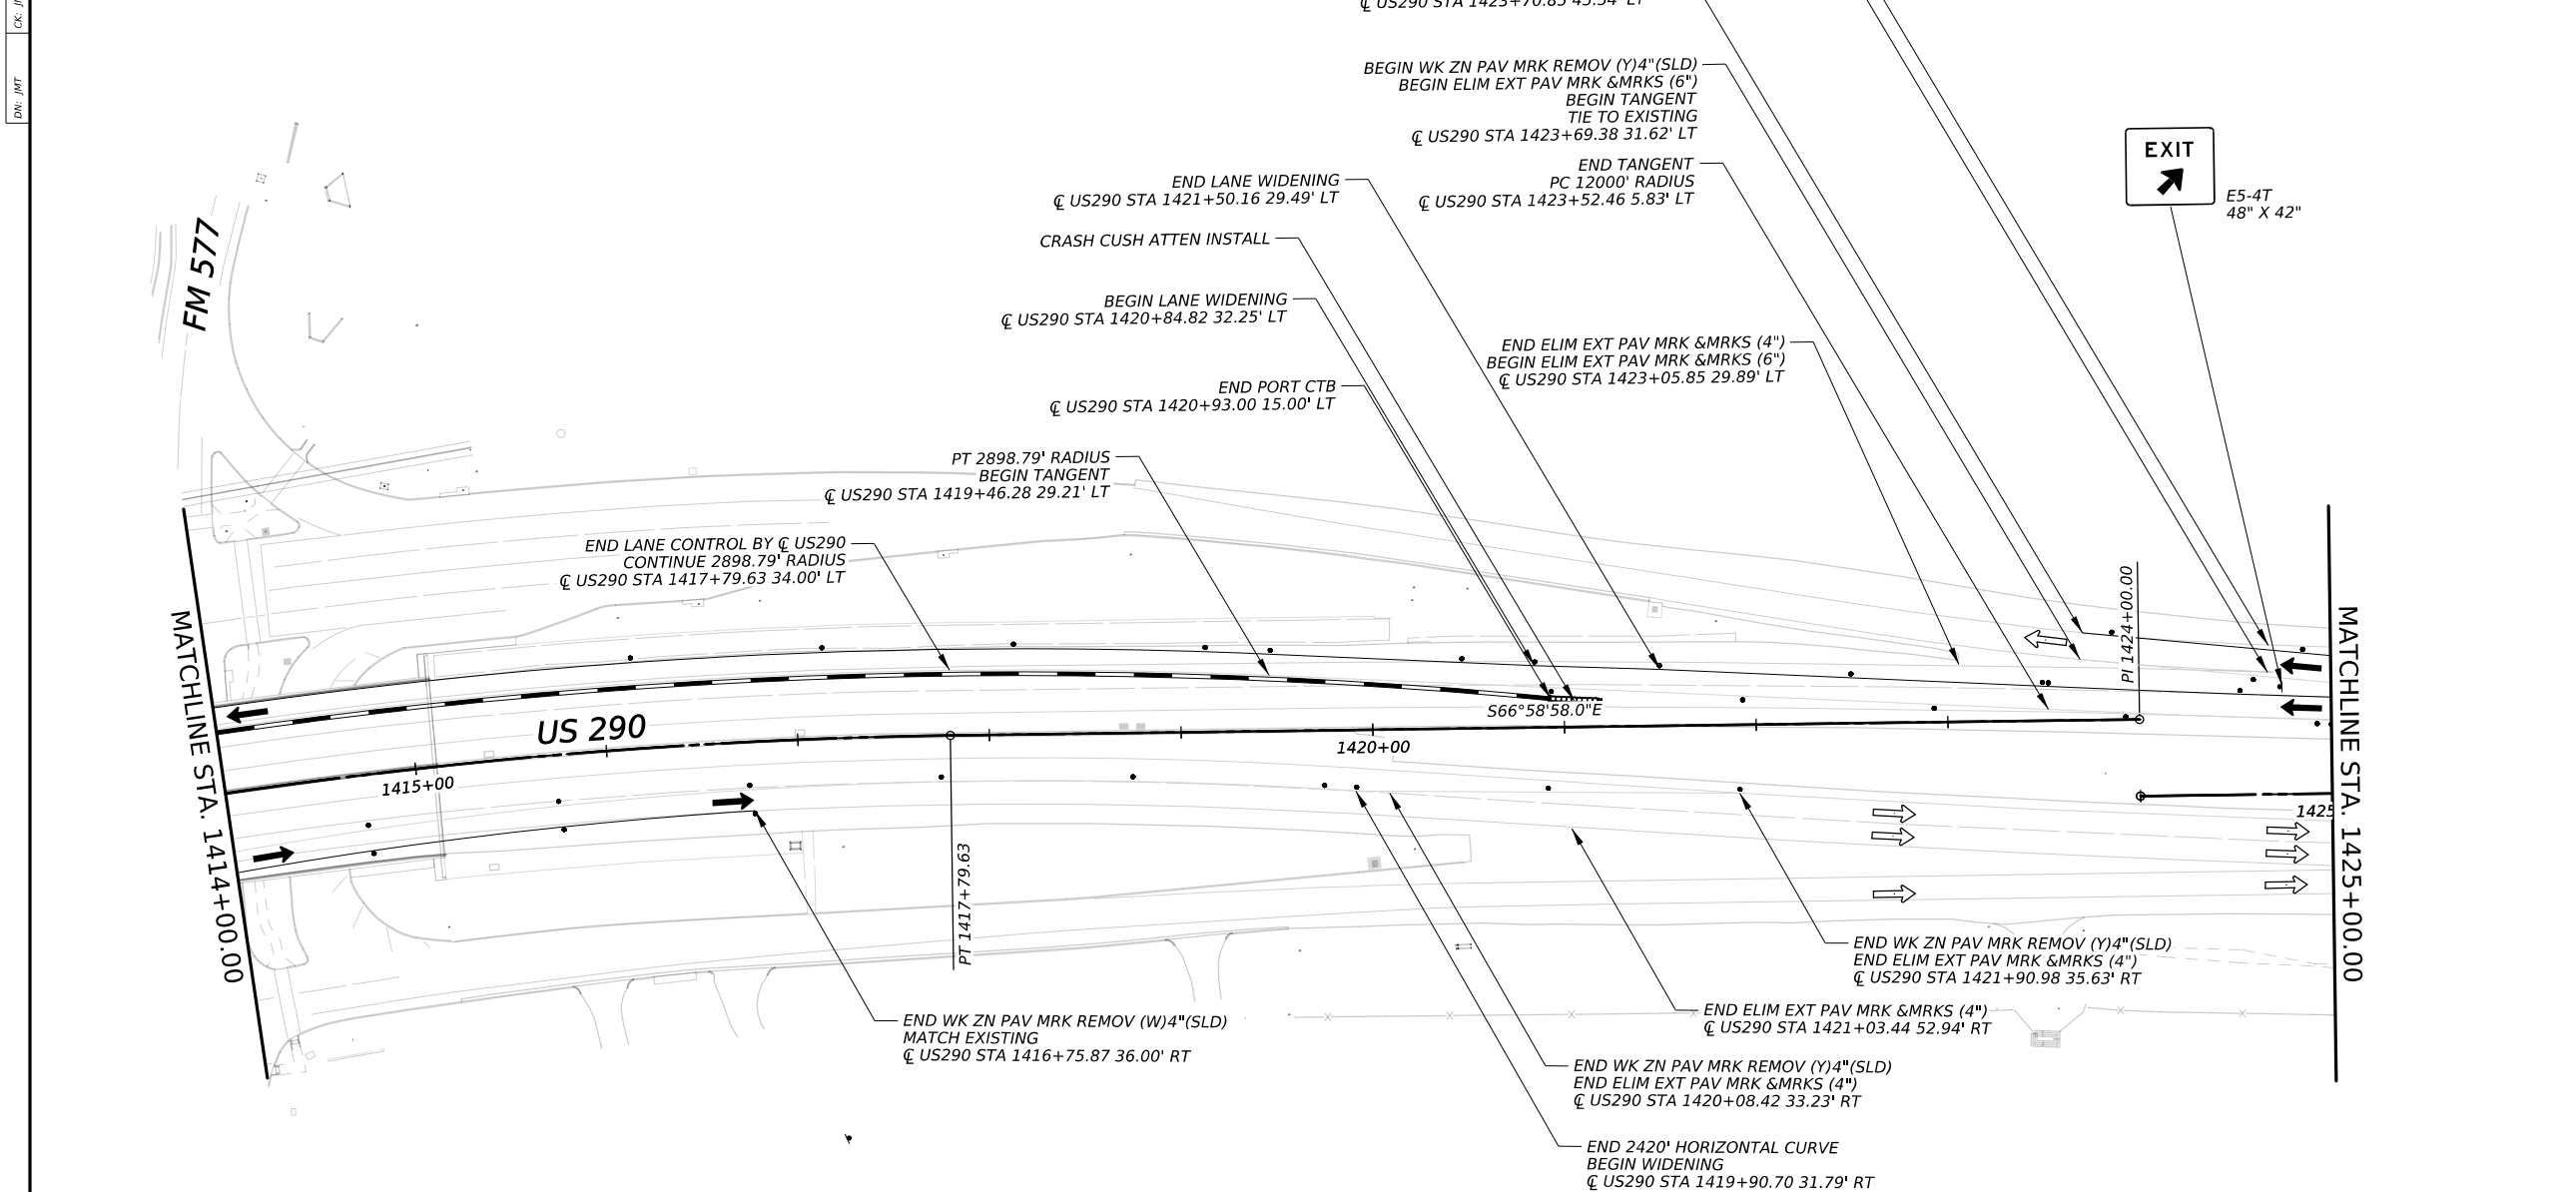 CK:
DN: JMT
℄ US290 STA 1423+70.85 45.54' LT
BEGIN WK ZN PAV MRK REMOV (Y)4"(SLD)
BEGIN ELIM EXT PAV MRK &MRKS (6")
BEGIN TANGENT
TIE TO EXISTING
℄ US290 STA 1423+69.38 31.62' LT
EXIT
E5-4T
48" X 42"
END TANGENT
PC 12000' RADIUS
℄ US290 STA 1423+52.46 5.83' LT
END LANE WIDENING
℄ US290 STA 1421+50.16 29.49' LT
CRASH CUSH ATTEN INSTALL
BEGIN LANE WIDENING
℄ US290 STA 1420+84.82 32.25' LT
END ELIM EXT PAV MRK &MRKS (4")
BEGIN ELIM EXT PAV MRK &MRKS (6")
℄ US290 STA 1423+05.85 29.89' LT
END PORT CTB
℄ US290 STA 1420+93.00 15.00' LT
PT 2898.79' RADIUS
BEGIN TANGENT
℄ US290 STA 1419+46.28 29.21' LT
END LANE CONTROL BY ℄ US290
CONTINUE 2898.79' RADIUS
℄ US290 STA 1417+79.63 34.00' LT
FM 577
MATCHLINE STA. 1414+00.00
US 290
1415+00
S66°58'58.0"E
1420+00
PI 1424+00.00
1425
MATCHLINE STA. 1425+00.00
PT 1417+79.63
END WK ZN PAV MRK REMOV (Y)4"(SLD)
END ELIM EXT PAV MRK &MRKS (4")
℄ US290 STA 1421+90.98 35.63' RT
END ELIM EXT PAV MRK &MRKS (4")
℄ US290 STA 1421+03.44 52.94' RT
END WK ZN PAV MRK REMOV (W)4"(SLD)
MATCH EXISTING
℄ US290 STA 1416+75.87 36.00' RT
END WK ZN PAV MRK REMOV (Y)4"(SLD)
END ELIM EXT PAV MRK &MRKS (4")
℄ US290 STA 1420+08.42 33.23' RT
END 2420' HORIZONTAL CURVE
BEGIN WIDENING
℄ US290 STA 1419+90.70 31.79' RT